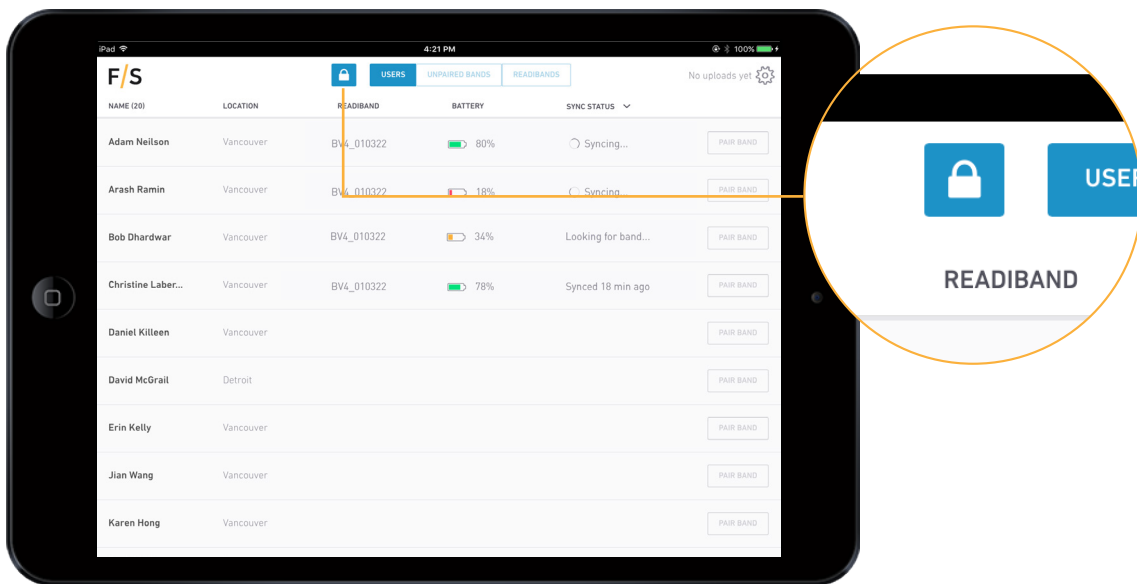 iPad 4:21 PM 100%
F/S USERS UNPAIRED BANDS READIBANDS No uploads yet
NAME (20) LOCATION READIBAND BATTERY SYNC STATUS
Adam Neilson Vancouver BV4_010322 80% Syncing... PAIR BAND
Arash Ramin Vancouver BV4_010322 18% Syncing... PAIR BAND
Bob Dhardwar Vancouver BV4_010322 34% Looking for band... PAIR BAND
Christine Laber... Vancouver BV4_010322 78% Synced 18 min ago PAIR BAND
Daniel Killeen Vancouver PAIR BAND
David McGrail Detroit PAIR BAND
Erin Kelly Vancouver PAIR BAND
Jian Wang Vancouver PAIR BAND
Karen Hong Vancouver PAIR BAND
USER
READIBAND